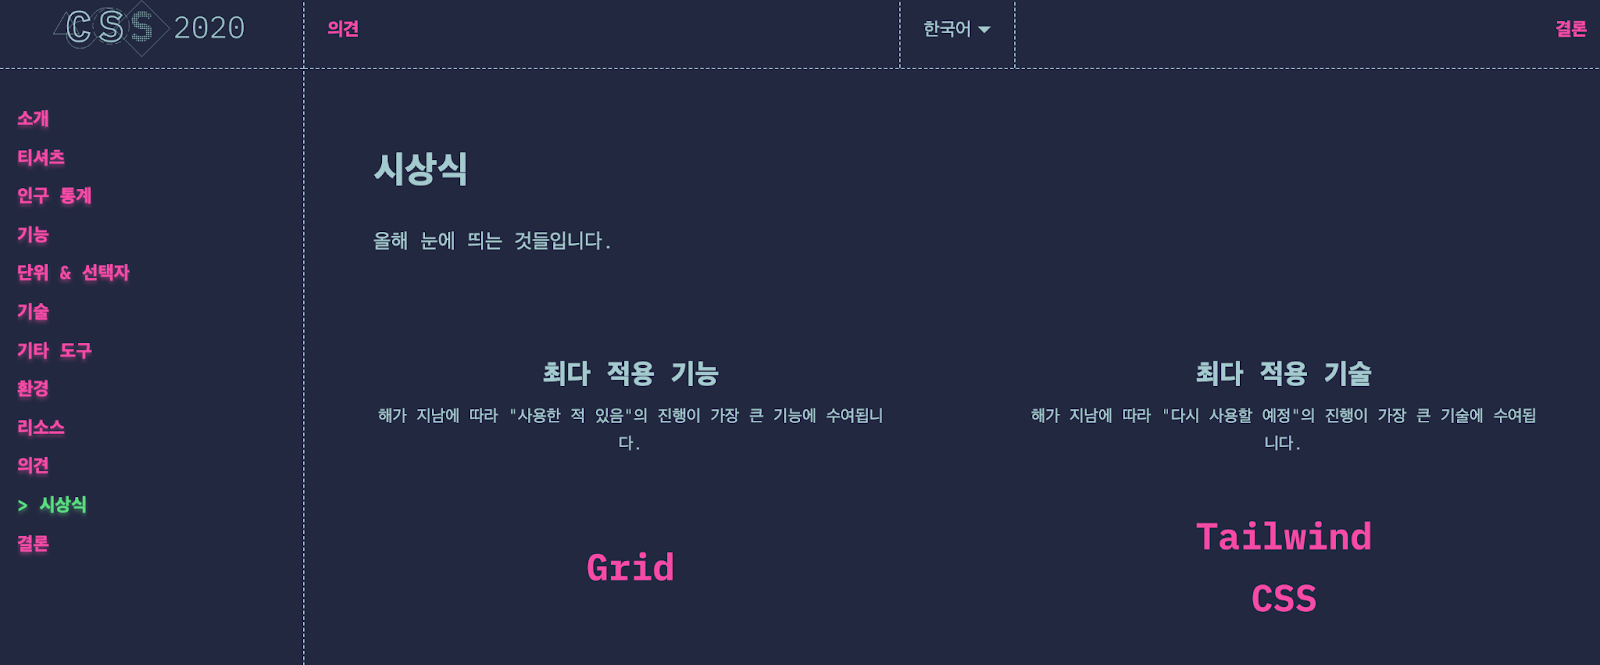 CSS 2020
의견
한국어
결론
소개
티셔츠
인구 통계
기능
단위 & 선택자
기술
기타 도구
환경
리소스
의견
> 시상식
결론
시상식
올해 눈에 띄는 것들입니다.
최다 적용 기능
해가 지남에 따라 "사용한 적 있음"의 진행이 가장 큰 기능에 수여됩니
다.
Grid
최다 적용 기술
해가 지남에 따라 "다시 사용할 예정"의 진행이 가장 큰 기술에 수여됩
니다.
Tailwind
CSS